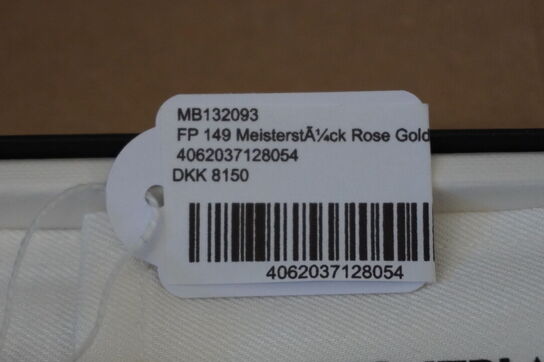 MB132093
FP 149 MeisterstÃ¼ck Rose Gold
4062037128054
DKK 8150
4062037128054